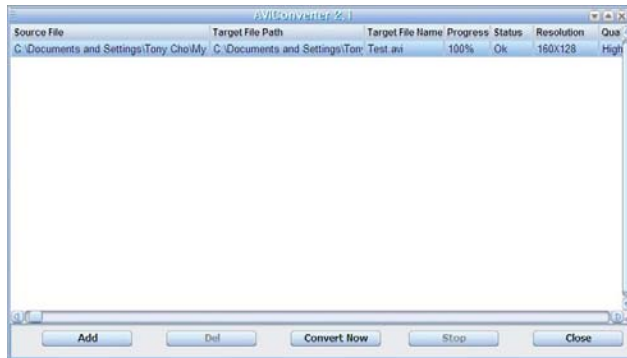 AVIConverter 2.1
Source File Target File Path Target File Name Progress Status Resolution Qua
C:\Documents and Settings\Tony Cho\My C:\Documents and Settings\Ton Test.avi 100% Ok 160X128 High
Add Del Convert Now Stop Close